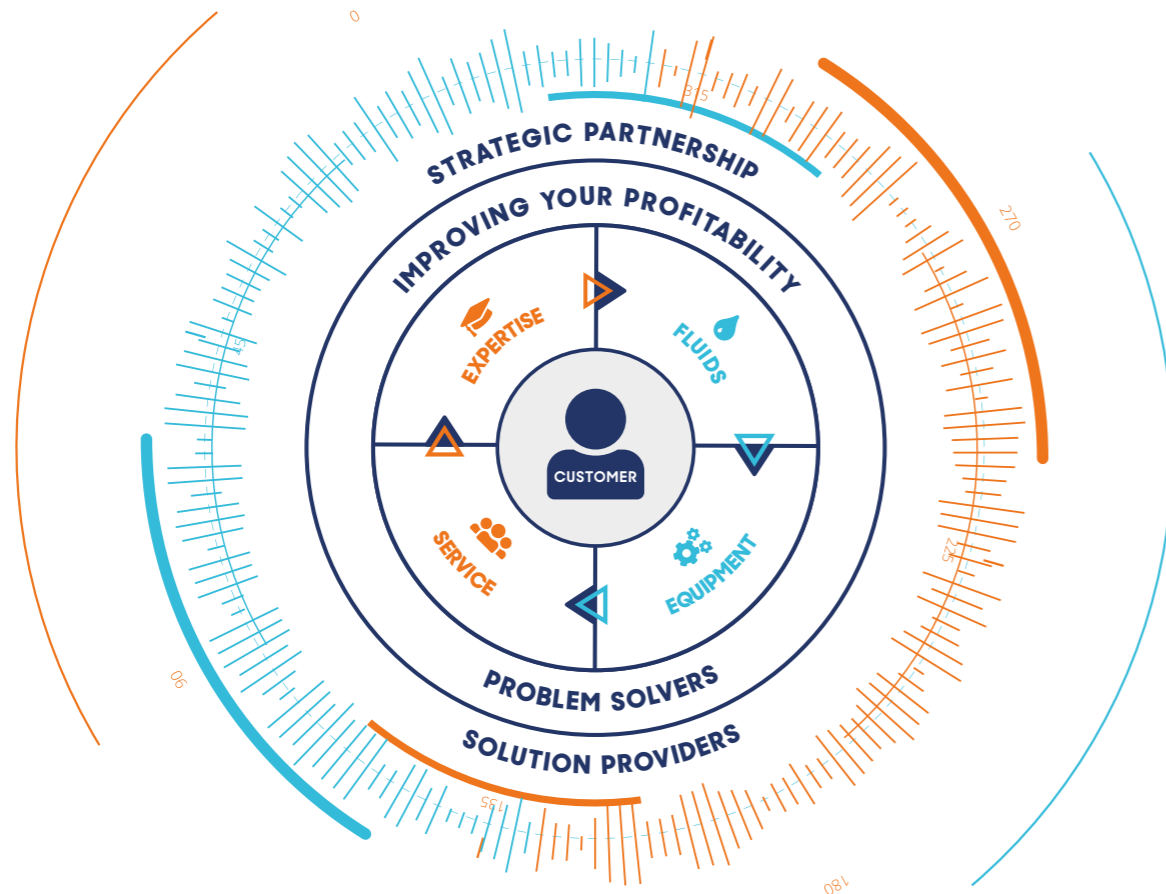 0
315
STRATEGIC PARTNERSHIP
IMPROVING YOUR PROFITABILITY
270
EXPERTISE
FLUIDS
45
CUSTOMER
SERVICE
EQUIPMENT
225
90
PROBLEM SOLVERS
SOLUTION PROVIDERS
135
180